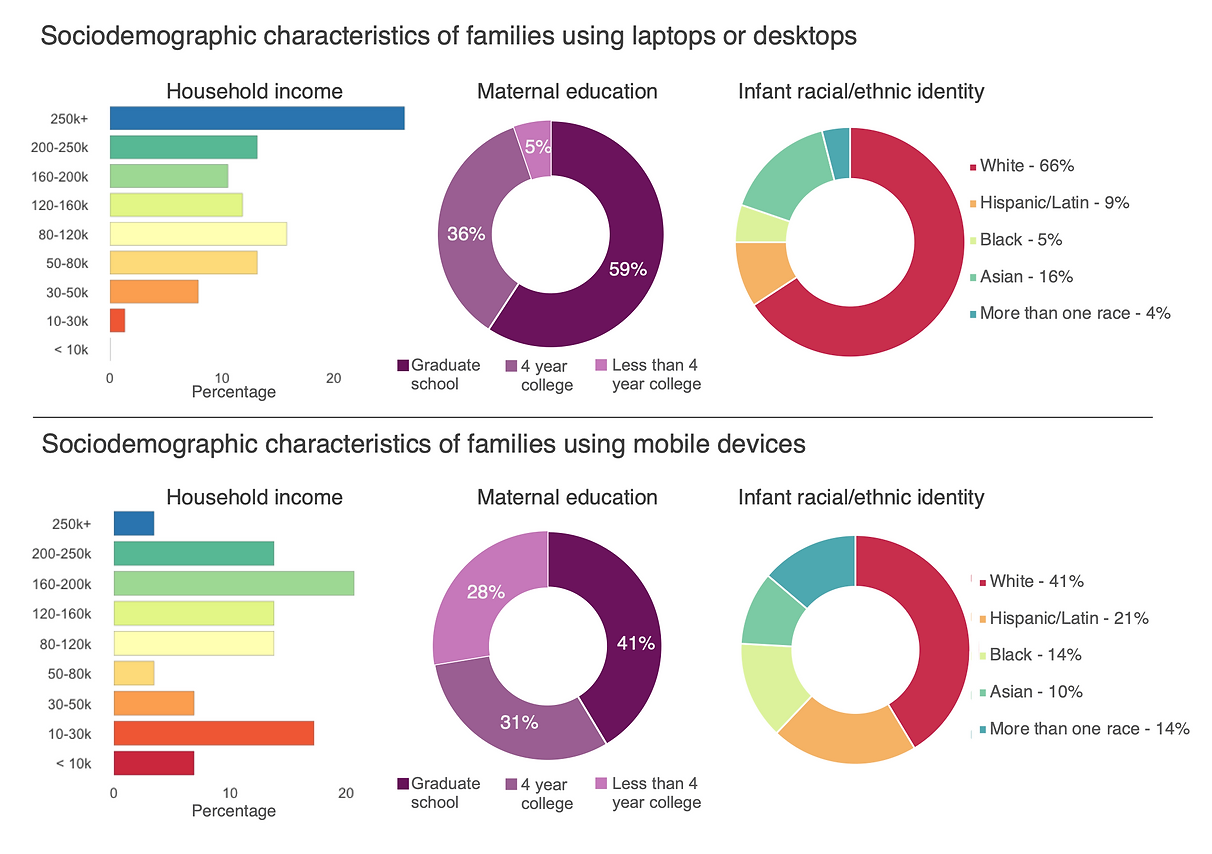 Sociodemographic characteristics of families using laptops or desktops
Household income
250k+
200-250k
160-200k
120-160k
80-120k
50-80k
30-50k
10-30k
< 10k
0 10 20
Percentage
Maternal education
5%
36%
59%
Graduate school
4 year college
Less than 4 year college
Infant racial/ethnic identity
White - 66%
Hispanic/Latin - 9%
Black - 5%
Asian - 16%
More than one race - 4%
Sociodemographic characteristics of families using mobile devices
Household income
250k+
200-250k
160-200k
120-160k
80-120k
50-80k
30-50k
10-30k
< 10k
0 10 20
Percentage
Maternal education
28%
41%
31%
Graduate school
4 year college
Less than 4 year college
Infant racial/ethnic identity
White - 41%
Hispanic/Latin - 21%
Black - 14%
Asian - 10%
More than one race - 14%